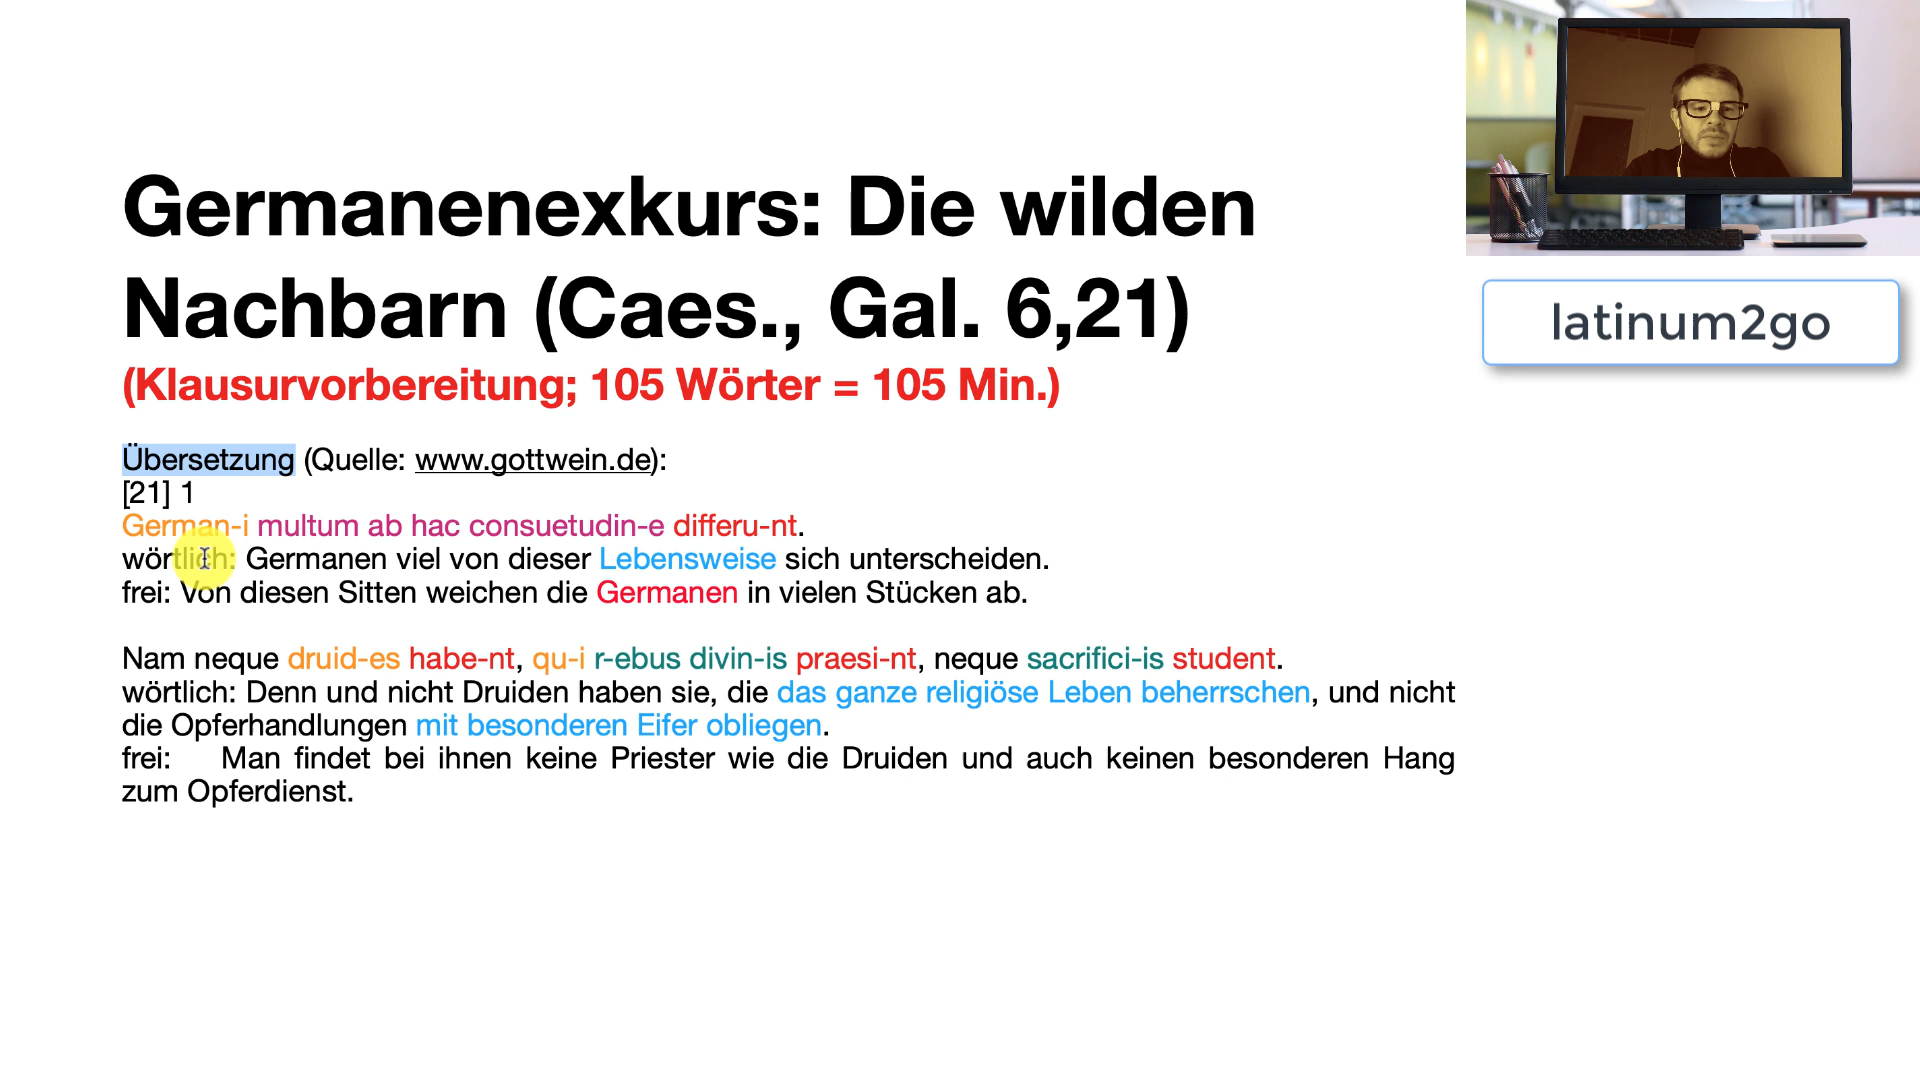 Germanenexkurs: Die wilden
Nachbarn (Caes., Gal. 6,21)
(Klausurvorbereitung; 105 Wörter = 105 Min.)
latinum2go
Übersetzung (Quelle: www.gottwein.de):
[21] 1
German-i multum ab hac consuetudin-e differu-nt.
wörtlich: Germanen viel von dieser Lebensweise sich unterscheiden.
frei: Von diesen Sitten weichen die Germanen in vielen Stücken ab.
Nam neque druid-es habe-nt, qu-i r-ebus divin-is praesi-nt, neque sacrifici-is student.
wörtlich: Denn und nicht Druiden haben sie, die das ganze religiöse Leben beherrschen, und nicht
die Opferhandlungen mit besonderen Eifer obliegen.
frei: Man findet bei ihnen keine Priester wie die Druiden und auch keinen besonderen Hang
zum Opferdienst.